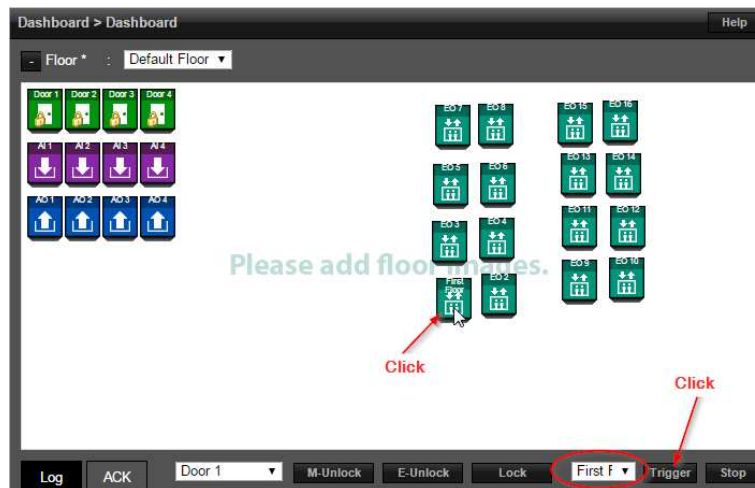 Dashboard > Dashboard Help
- Floor * : Default Floor ▼
Door 1 Door 2 Door 3 Door 4
EO 7 EO 8 EO 15 EO 16
AI 1 AI 2 AI 3 AI 4
EO 5 EO 6 EO 13 EO 14
AO 1 AO 2 AO 3 AO 4
EO 3 EO 4 EO 11 EO 12
Please add floor images.
First Floor EO 2 EO 9 EO 10
Click
Click
Log ACK Door 1 ▼ M-Unlock E-Unlock Lock First F ▼ Trigger Stop